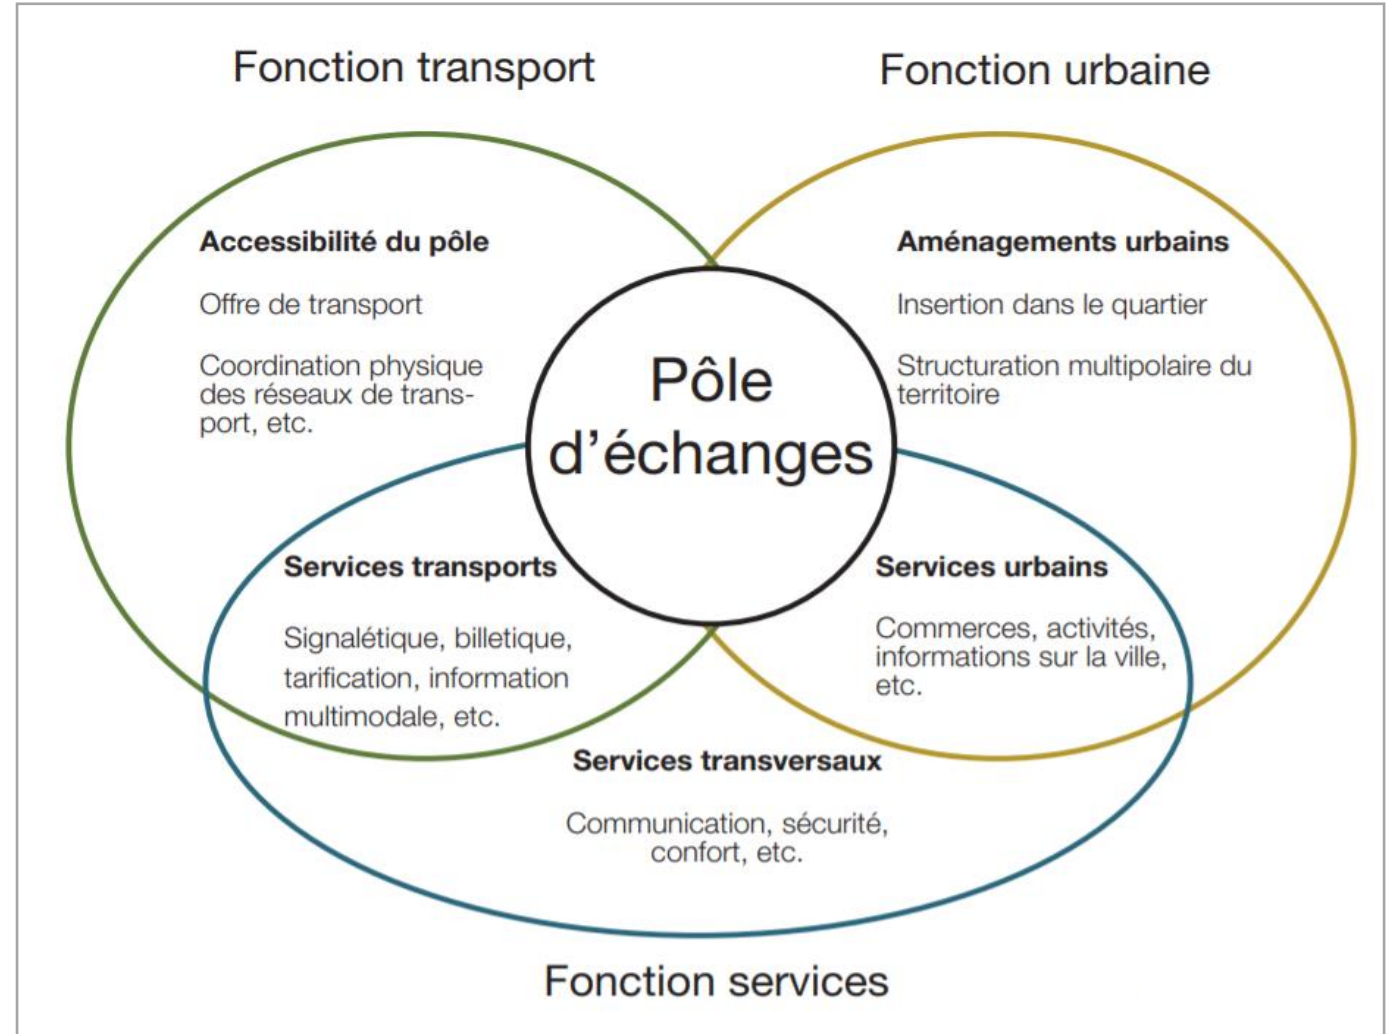 Fonction transport
Fonction urbaine
Accessibilité du pôle
Offre de transport
Coordination physique
des réseaux de trans-
port, etc.
Aménagements urbains
Insertion dans le quartier
Structuration multipolaire du
territoire
Pôle
d'échanges
Services transports
Signalétique, billetique,
tarification, information
multimodale, etc.
Services urbains
Commerces, activités,
informations sur la ville,
etc.
Services transversaux
Communication, sécurité,
confort, etc.
Fonction services